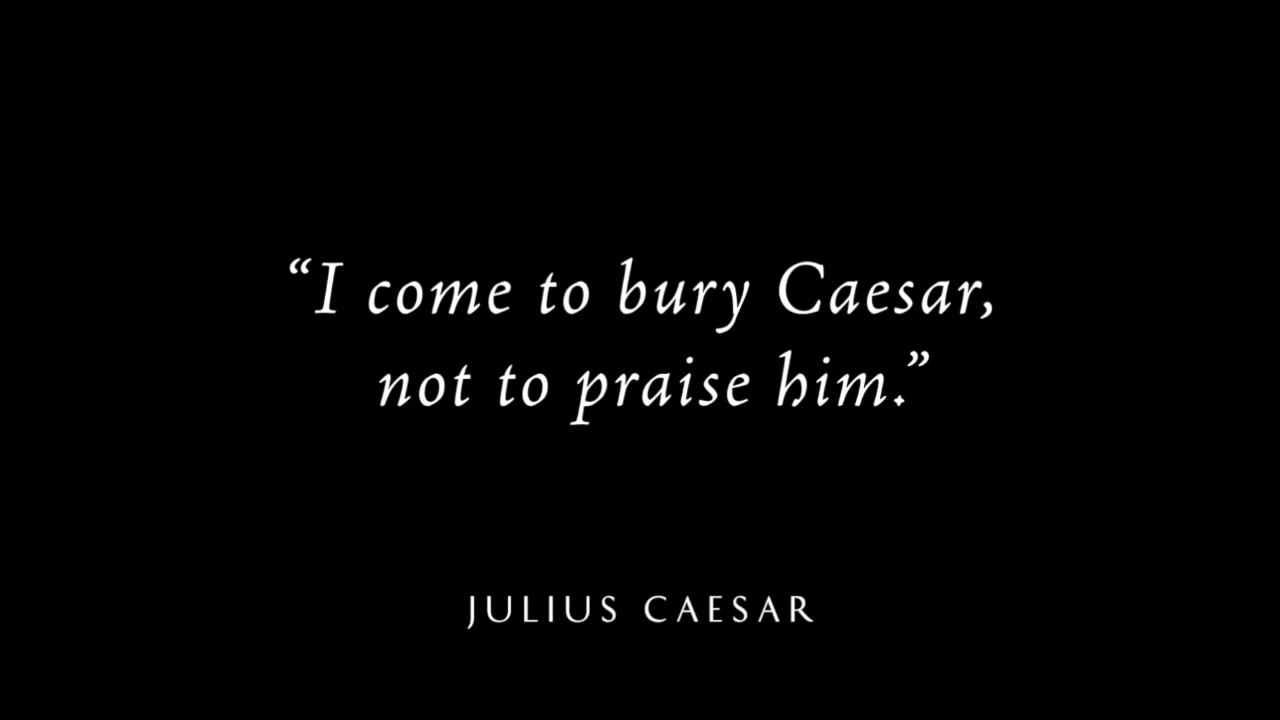 “I come to bury Caesar,
not to praise him.”
JULIUS CAESAR